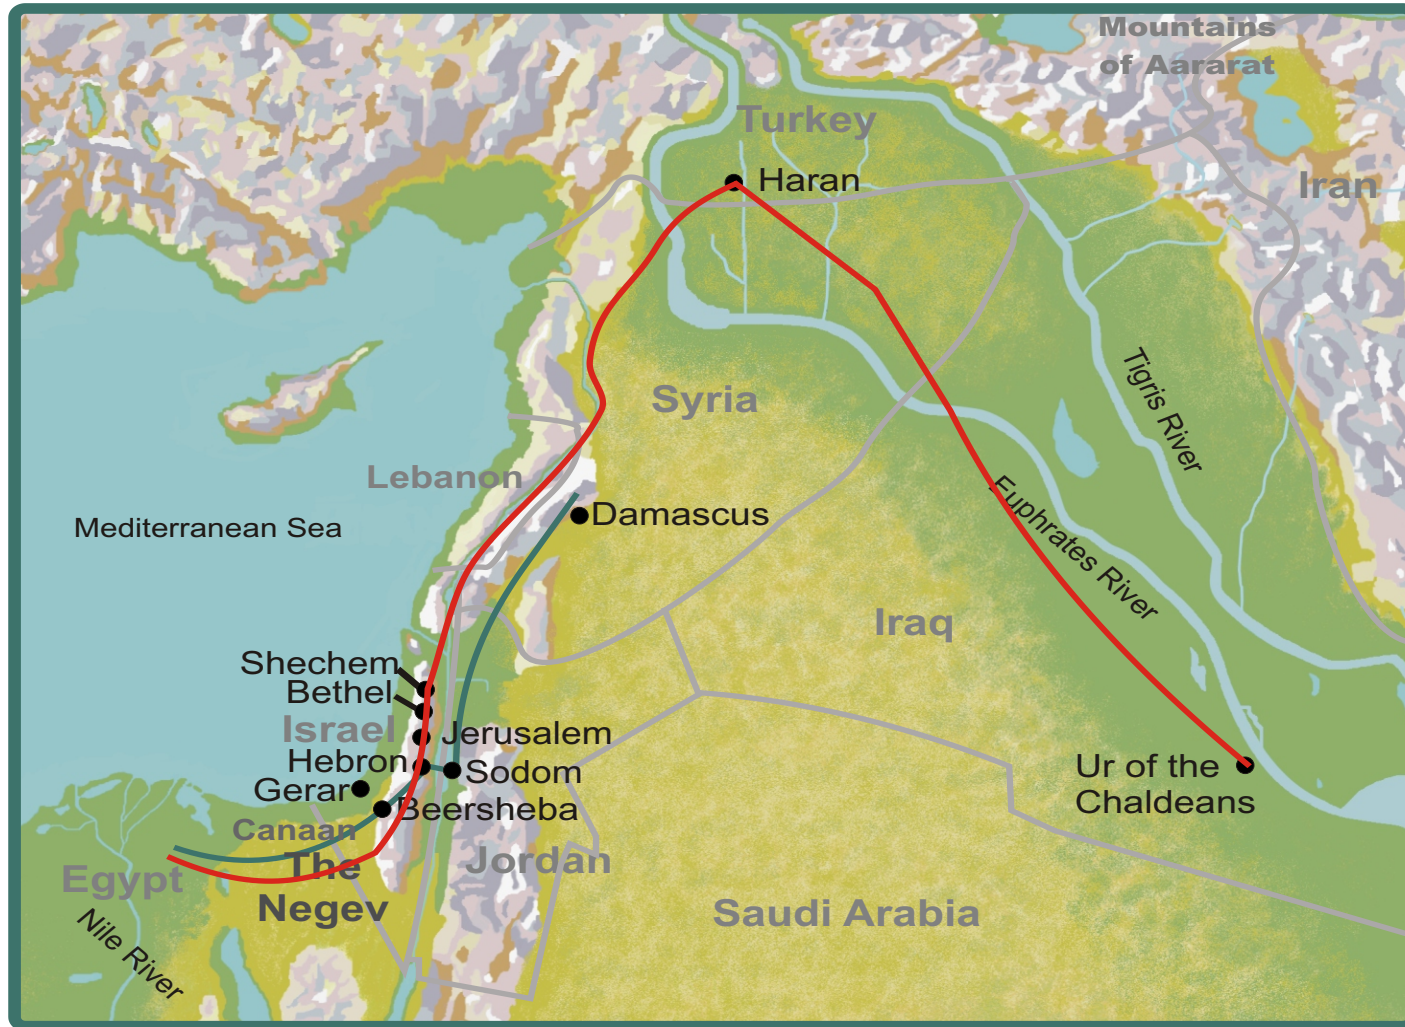 Mountains
of Aararat
Turkey
Haran
Iran
Tigris River
Syria
Lebanon
Damascus
Mediterranean Sea
Euphrates River
Iraq
Shechem
Bethel
Israel
Jerusalem
Hebron
Sodom
Ur of the
Chaldeans
Gerar
Beersheba
Canaan
The
Negev
Jordan
Egypt
Saudi Arabia
Nile River